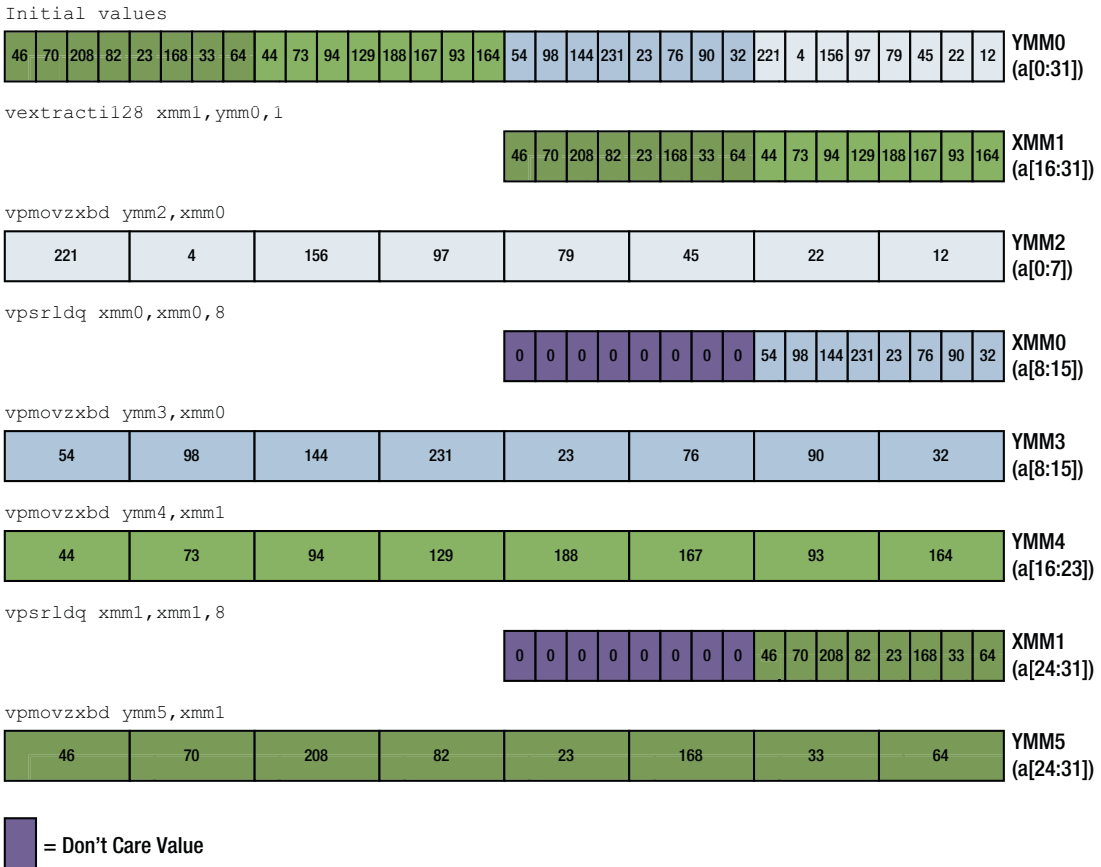 Initial values
46 70 208 82 23 168 33 64 44 73 94 129 188 167 93 164 54 98 144 231 23 76 90 32 221 4 156 97 79 45 22 12 YMM0
(a[0:31])
vextracti128 xmm1,ymm0,1
46 70 208 82 23 168 33 64 44 73 94 129 188 167 93 164 XMM1
(a[16:31])
vpmovzxbd ymm2,xmm0
221 4 156 97 79 45 22 12 YMM2
(a[0:7])
vpsrldq xmm0,xmm0,8
0 0 0 0 0 0 0 0 54 98 144 231 23 76 90 32 XMM0
(a[8:15])
vpmovzxbd ymm3,xmm0
54 98 144 231 23 76 90 32 YMM3
(a[8:15])
vpmovzxbd ymm4,xmm1
44 73 94 129 188 167 93 164 YMM4
(a[16:23])
vpsrldq xmm1,xmm1,8
0 0 0 0 0 0 0 0 46 70 208 82 23 168 33 64 XMM1
(a[24:31])
vpmovzxbd ymm5,xmm1
46 70 208 82 23 168 33 64 YMM5
(a[24:31])
= Don't Care Value